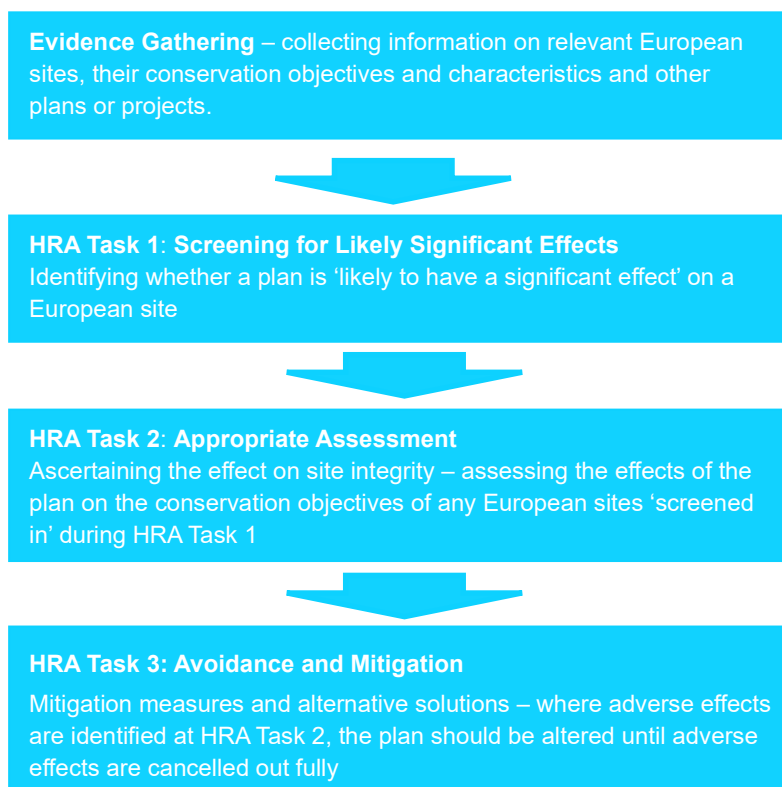 Evidence Gathering – collecting information on relevant European
sites, their conservation objectives and characteristics and other
plans or projects.
HRA Task 1: Screening for Likely Significant Effects
Identifying whether a plan is ‘likely to have a significant effect’ on a
European site
HRA Task 2: Appropriate Assessment
Ascertaining the effect on site integrity – assessing the effects of the
plan on the conservation objectives of any European sites ‘screened
in’ during HRA Task 1
HRA Task 3: Avoidance and Mitigation
Mitigation measures and alternative solutions – where adverse effects
are identified at HRA Task 2, the plan should be altered until adverse
effects are cancelled out fully